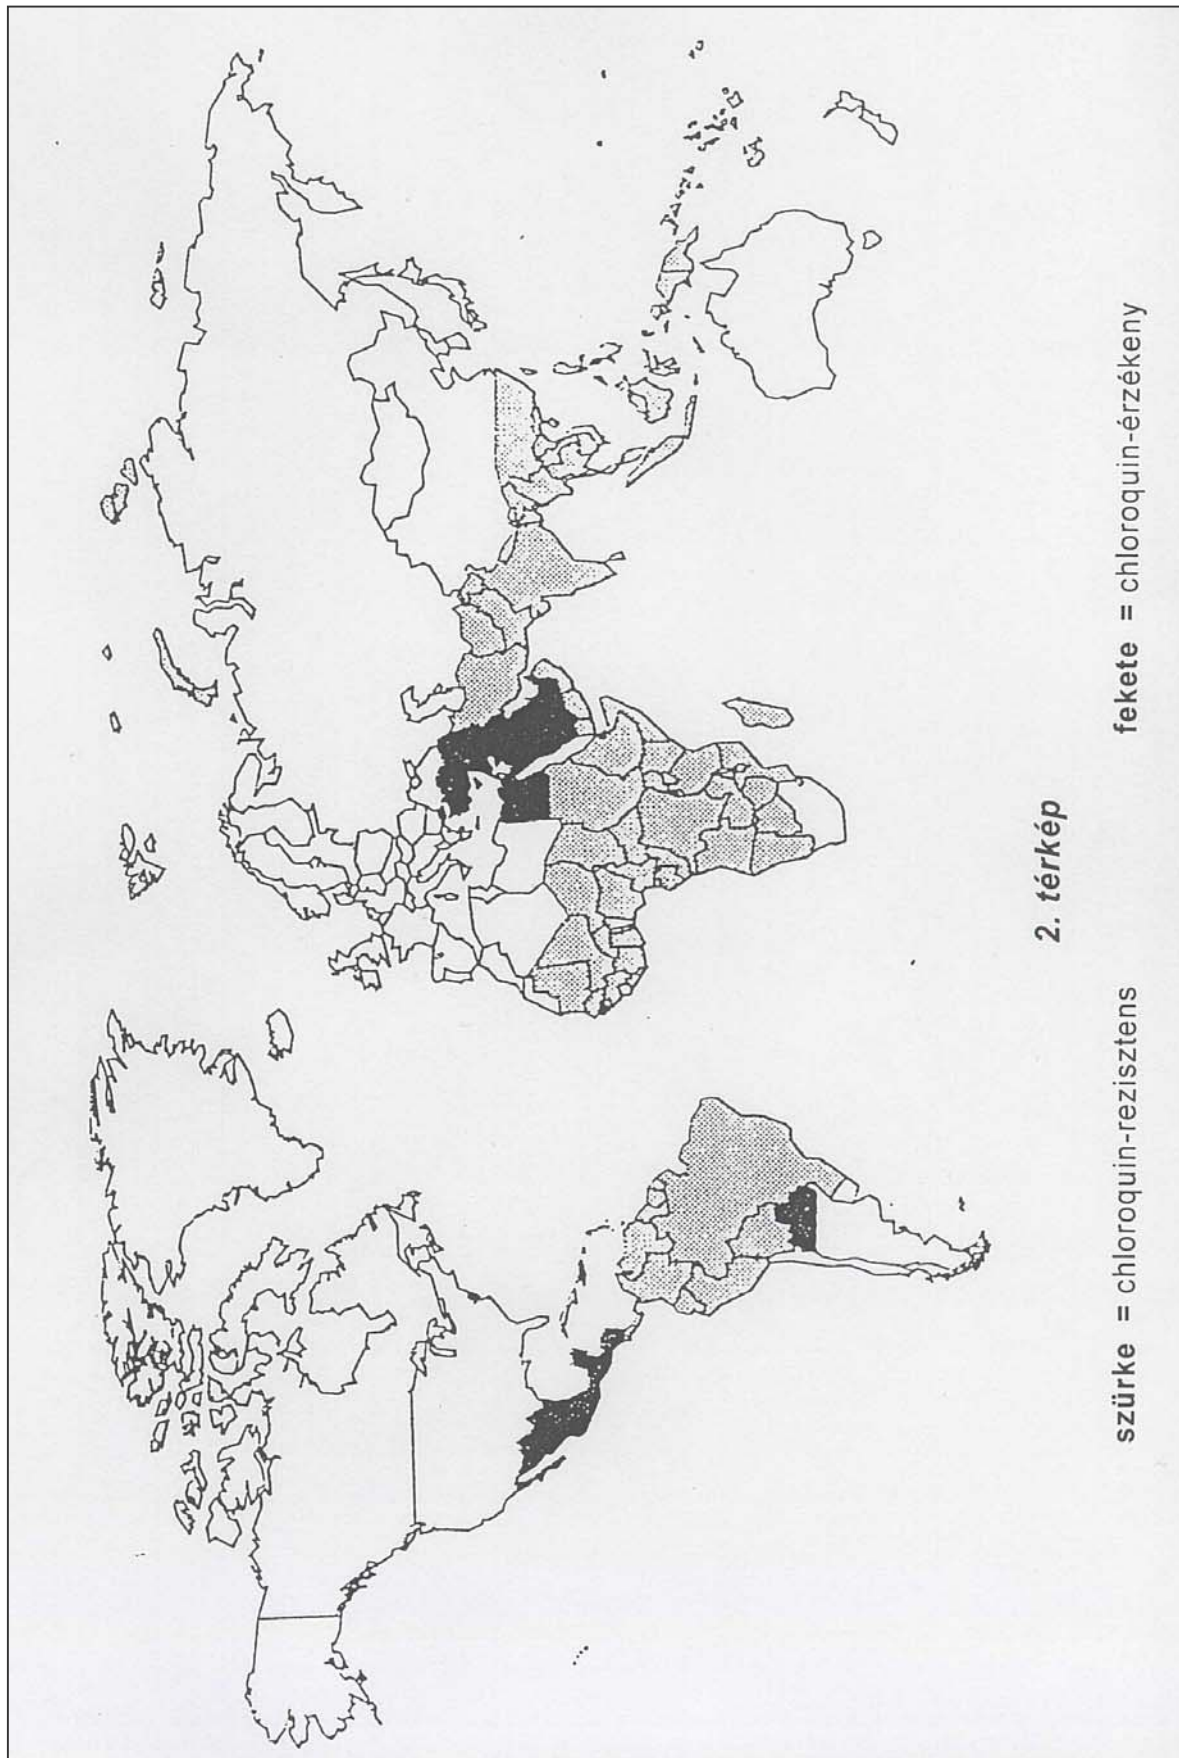 2. térkép
szürke = chloroquin-rezisztens
fekete = chloroquin-érzékeny